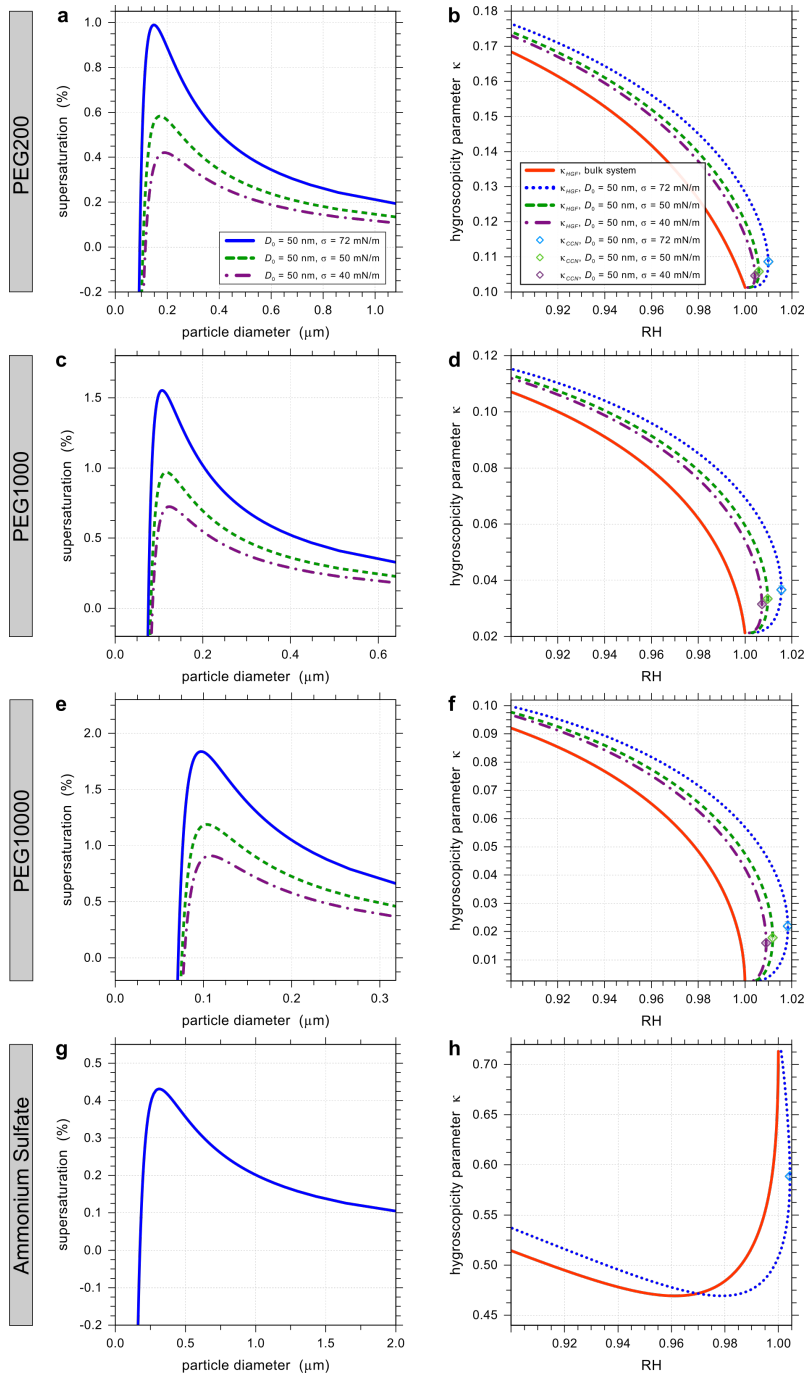 PEG200
a
supersaturation (%)
1.0
0.8
0.6
0.4
0.2
0.0
-0.2
D₀ = 50 nm, σ = 72 mN/m
D₀ = 50 nm, σ = 50 mN/m
D₀ = 50 nm, σ = 40 mN/m
0.0 0.2 0.4 0.6 0.8 1.0
particle diameter (μm)
b
hygroscopicity parameter κ
0.18
0.17
0.16
0.15
0.14
0.13
0.12
0.11
0.10
κHGF, bulk system
κHGF, D₀ = 50 nm, σ = 72 mN/m
κHGF, D₀ = 50 nm, σ = 50 mN/m
κHGF, D₀ = 50 nm, σ = 40 mN/m
κCCN, D₀ = 50 nm, σ = 72 mN/m
κCCN, D₀ = 50 nm, σ = 50 mN/m
κCCN, D₀ = 50 nm, σ = 40 mN/m
0.92 0.94 0.96 0.98 1.00 1.02
RH
PEG1000
c
supersaturation (%)
1.5
1.0
0.5
0.0
0.0 0.2 0.4 0.6
particle diameter (μm)
d
hygroscopicity parameter κ
0.12
0.10
0.08
0.06
0.04
0.02
0.92 0.94 0.96 0.98 1.00 1.02
RH
PEG10000
e
supersaturation (%)
2.0
1.5
1.0
0.5
0.0
0.0 0.1 0.2 0.3
particle diameter (μm)
f
hygroscopicity parameter κ
0.10
0.09
0.08
0.07
0.06
0.05
0.04
0.03
0.02
0.01
0.92 0.94 0.96 0.98 1.00 1.02
RH
Ammonium Sulfate
g
supersaturation (%)
0.5
0.4
0.3
0.2
0.1
0.0
-0.1
-0.2
0.5 1.0 1.5 2.0
particle diameter (μm)
h
hygroscopicity parameter κ
0.70
0.65
0.60
0.55
0.50
0.45
0.92 0.94 0.96 0.98 1.00
RH